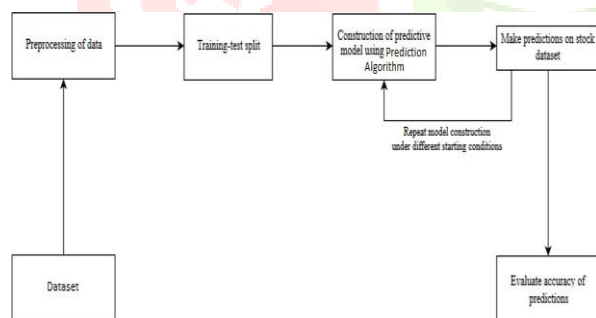 Preprocessing of data
Training-test split
Construction of predictive
model using Prediction
Algorithm
Make predictions on stock
dataset
Repeat model construction
under different starting conditions
Dataset
Evaluate accuracy of
predictions